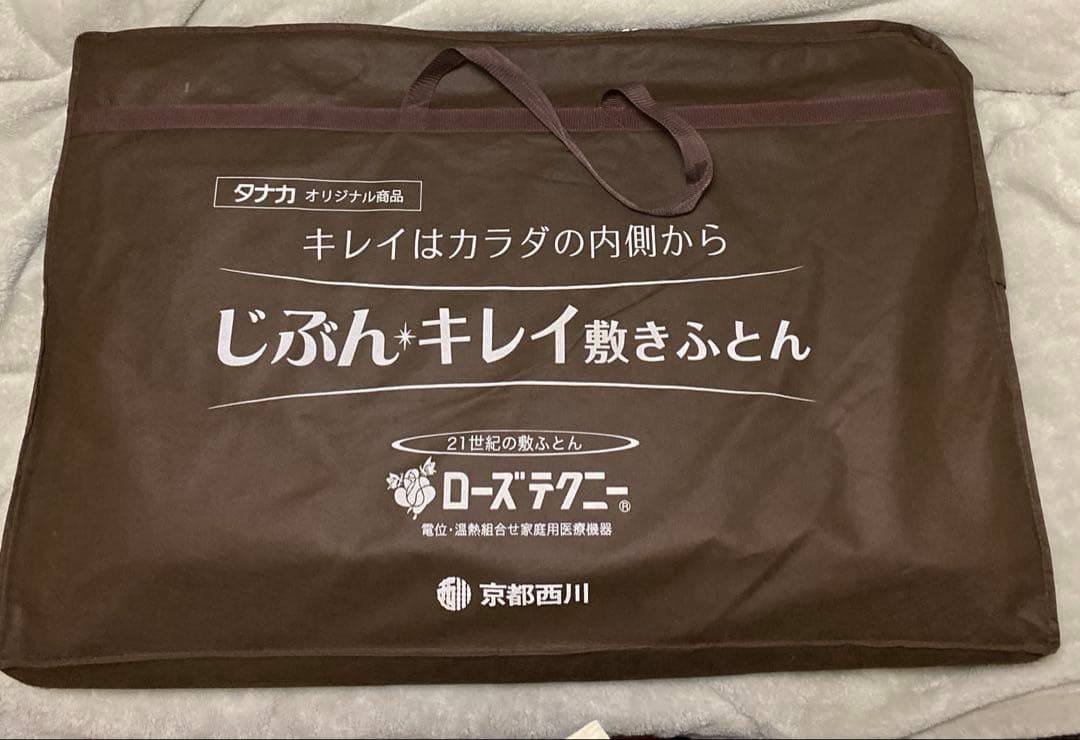 タナカ オリジナル商品
キレイはカラダの内側から
じぶん キレイ敷きふとん
21世紀の敷ふとん
ローズテクニー®
電位・温熱組合せ家庭用医療機器
西川 京都西川